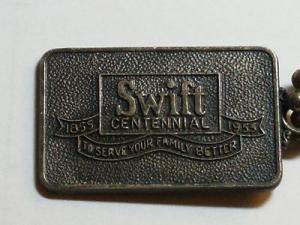 Swift
CENTENNIAL
1855 1955
TO SERVE YOUR FAMILY BETTER